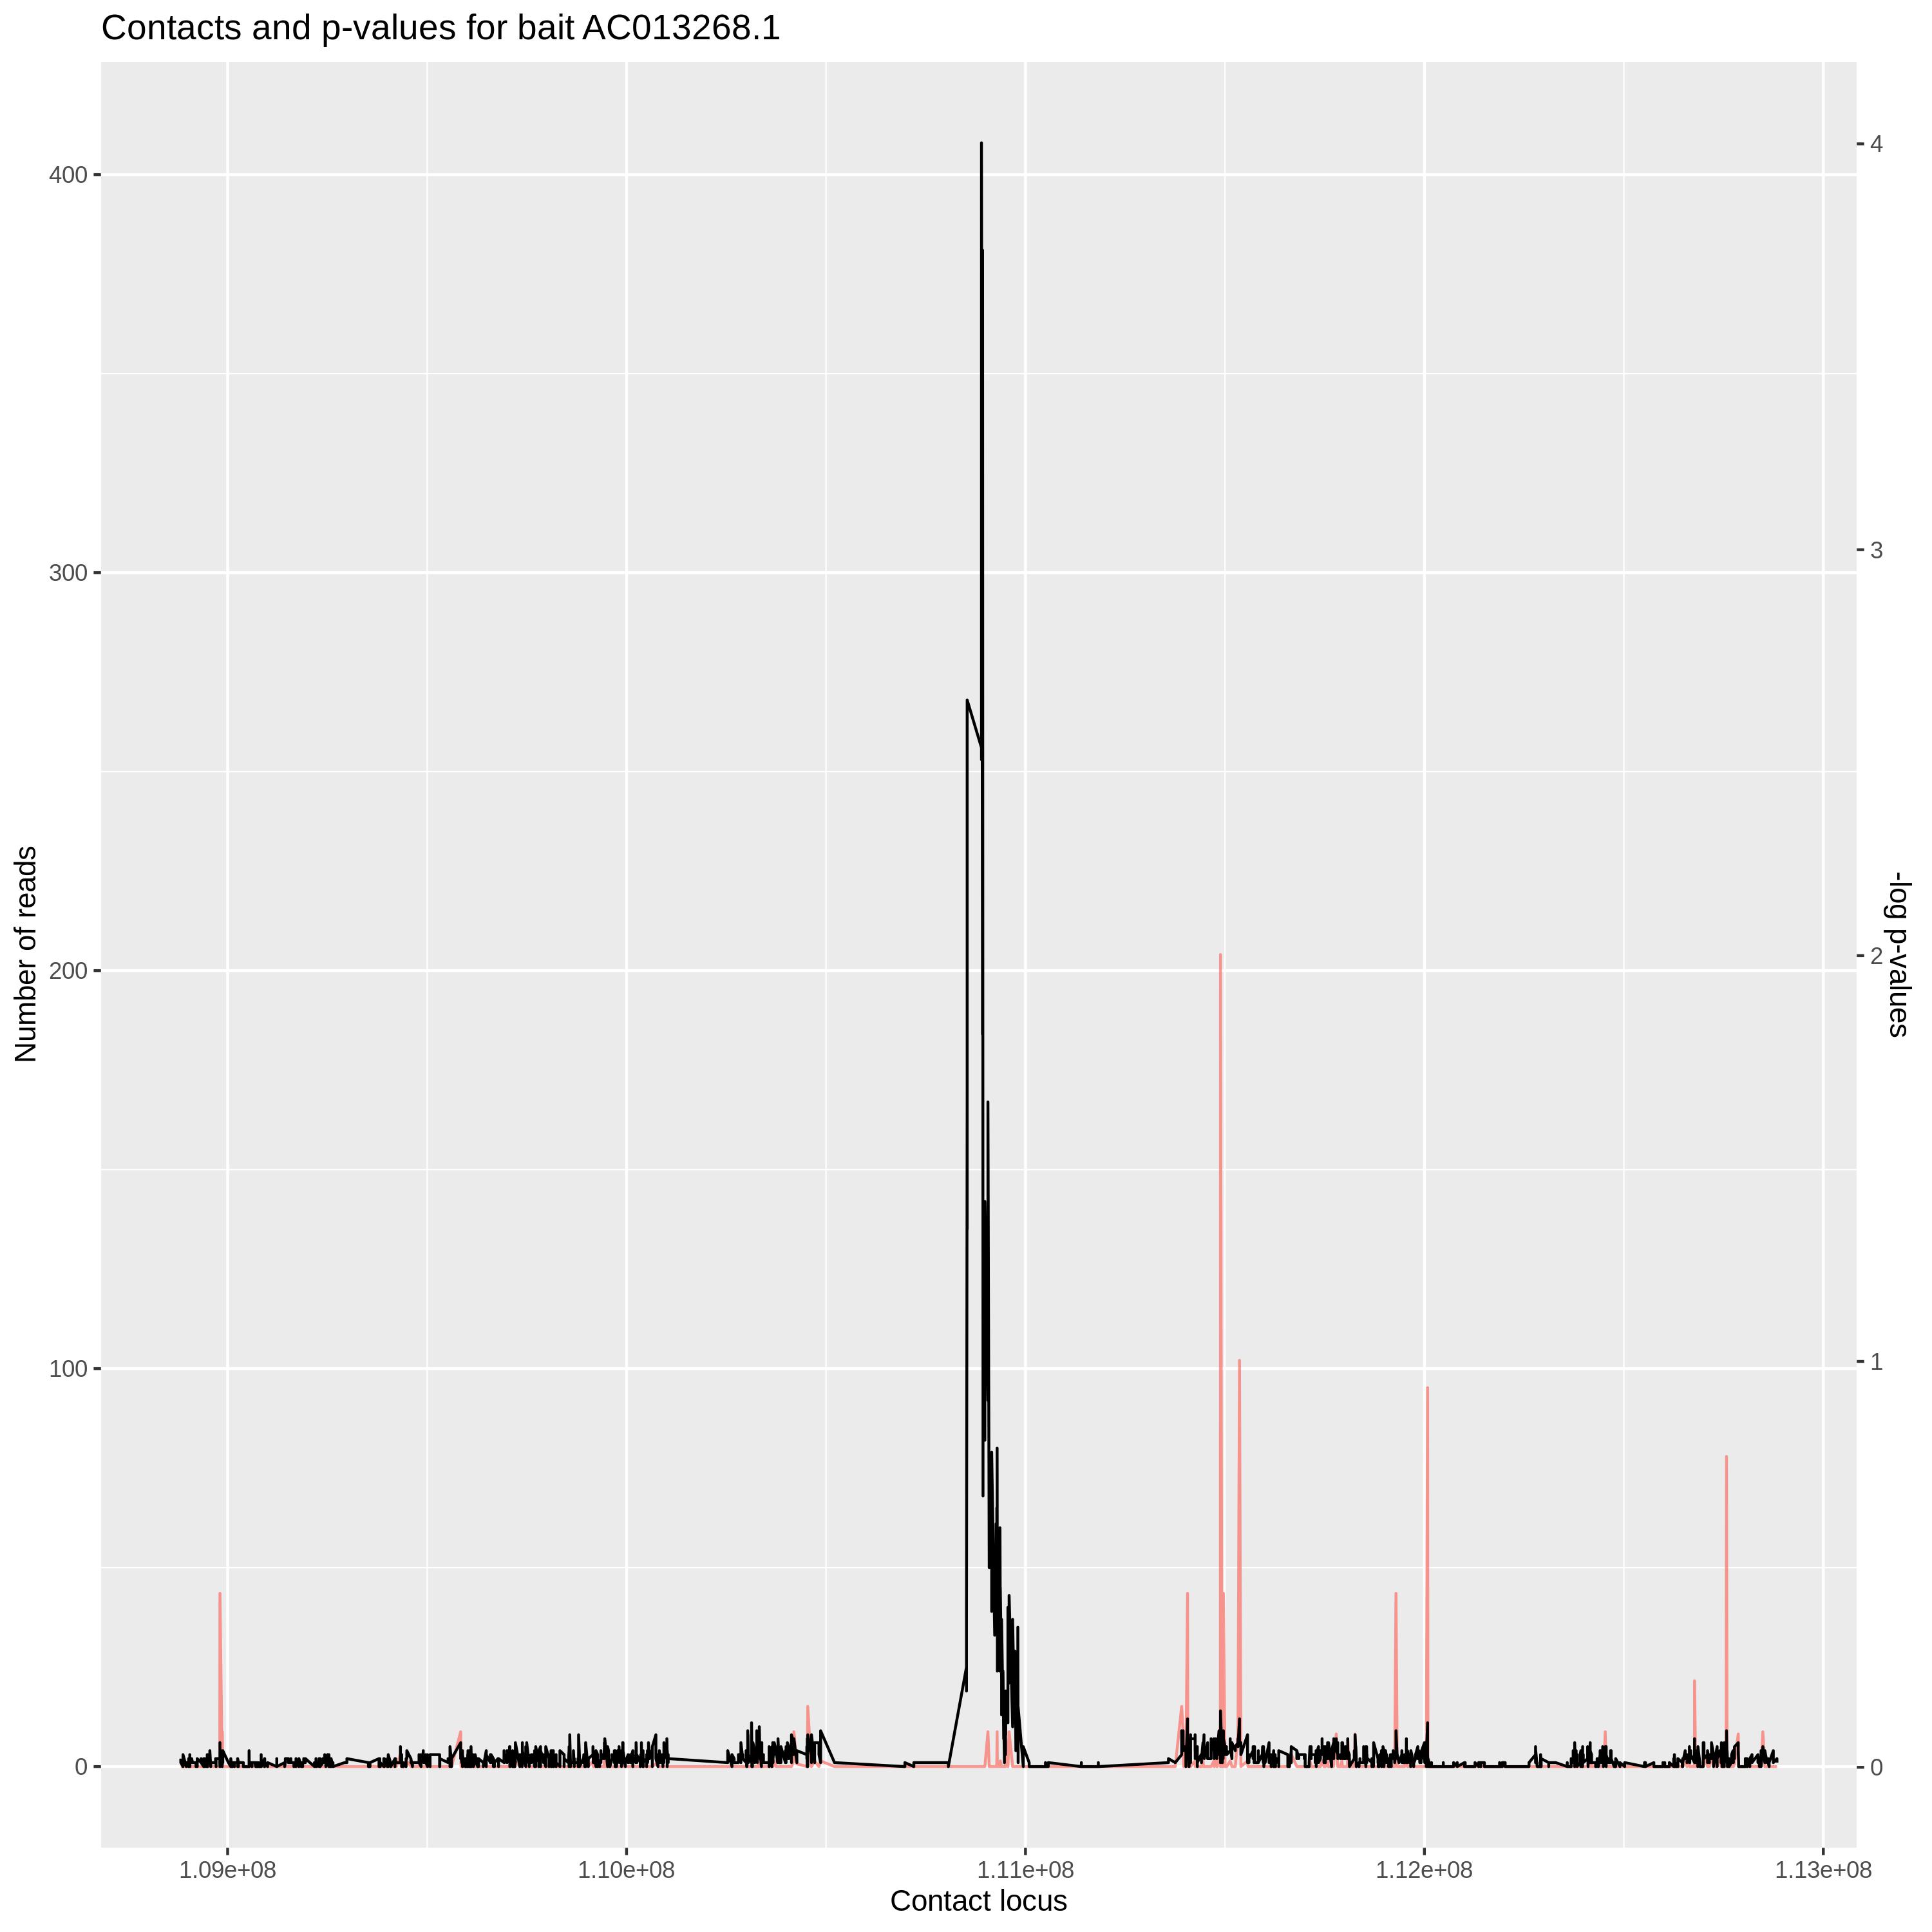 Contacts and p-values for bait AC013268.1
400
300
200
100
0
Number of reads
4
3
2
1
0
-log p-values
1.09e+08
1.10e+08
1.11e+08
1.12e+08
1.13e+08
Contact locus